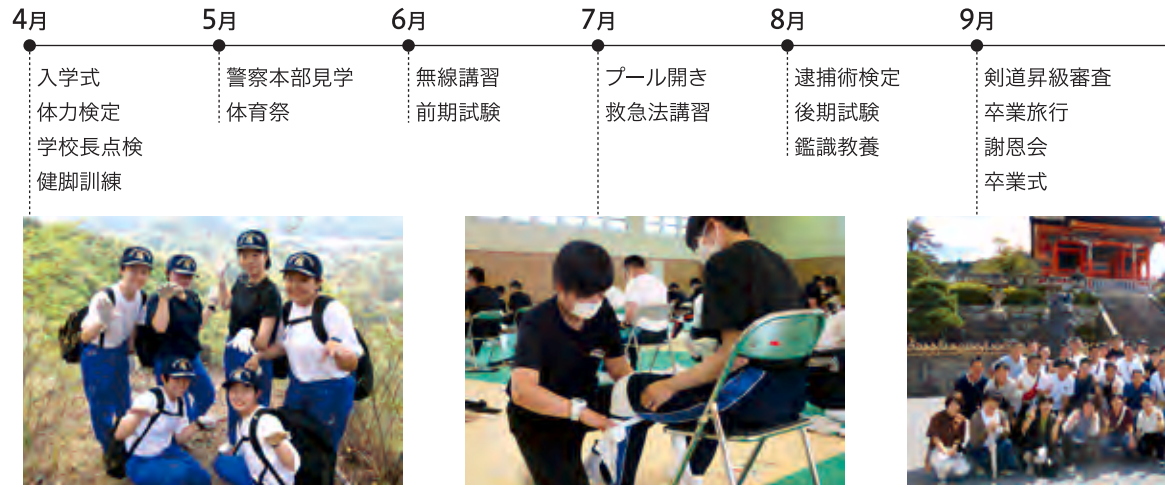 4月
入学式
体力検定
学校長点検
健脚訓練
5月
警察本部見学
体育祭
6月
無線講習
前期試験
7月
プール開き
救急法講習
8月
逮捕術検定
後期試験
鑑識教養
9月
剣道昇級審査
卒業旅行
謝恩会
卒業式